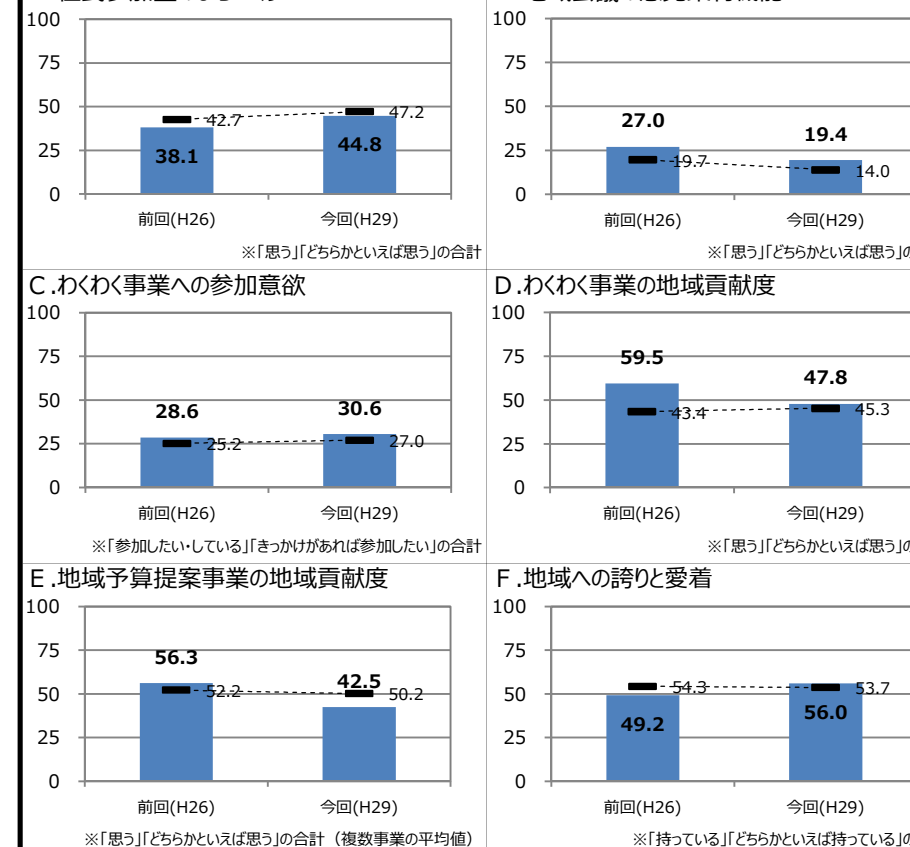 100
75
50
25
0
42.7
47.2
38.1
44.8
前回(H26)
今回(H29)
※「思う」「どちらかといえば思う」の合計
100
75
50
25
0
27.0
19.4
19.7
14.0
前回(H26)
今回(H29)
※「思う」「どちらかといえば思う」の
C.わくわく事業への参加意欲
100
75
50
25
0
28.6
30.6
25.2
27.0
前回(H26)
今回(H29)
※「参加したい・している」「きっかけがあれば参加したい」の合計
D.わくわく事業の地域貢献度
100
75
50
25
0
59.5
47.8
43.4
45.3
前回(H26)
今回(H29)
※「思う」「どちらかといえば思う」の
E.地域予算提案事業の地域貢献度
100
75
50
25
0
56.3
42.5
52.2
50.2
前回(H26)
今回(H29)
※「思う」「どちらかといえば思う」の合計（複数事業の平均値）
F.地域への誇りと愛着
100
75
50
25
0
54.3
53.7
49.2
56.0
前回(H26)
今回(H29)
※「持っている」「どちらかといえば持っている」の